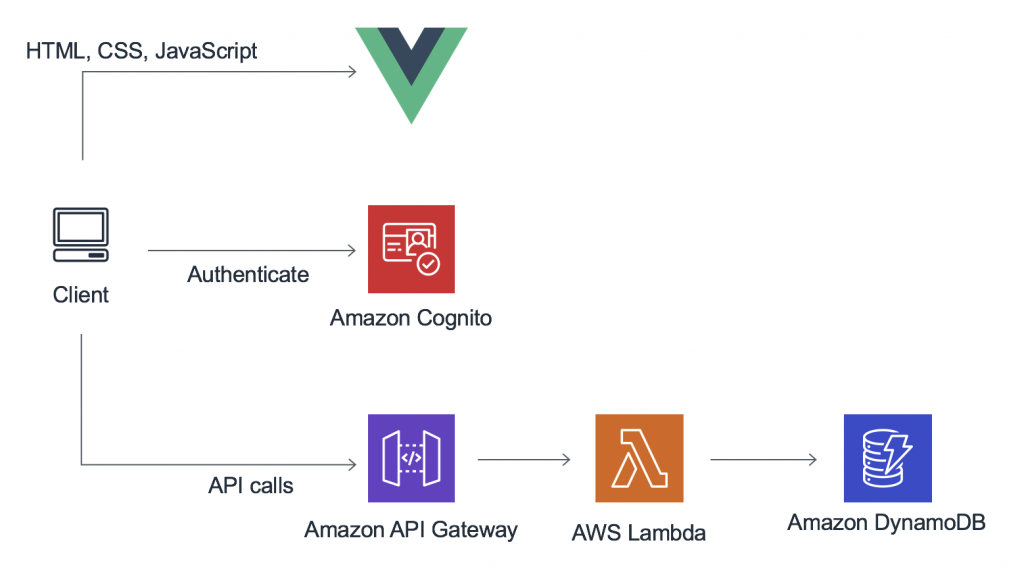 HTML, CSS, JavaScript
Client
Authenticate
Amazon Cognito
API calls
Amazon API Gateway
</>
AWS Lambda
Amazon DynamoDB